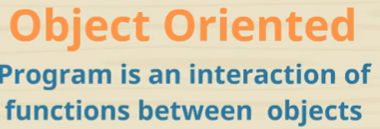 Object Oriented
Program is an interaction of
functions between objects